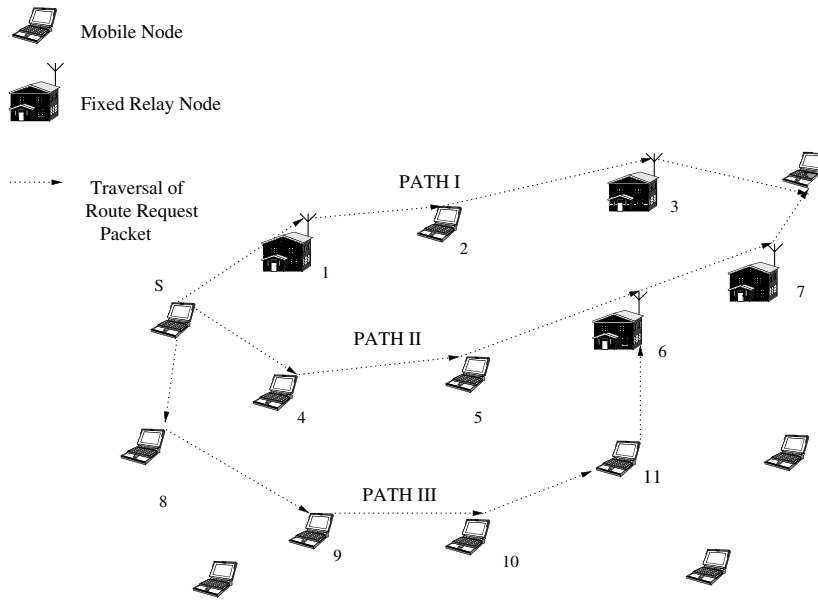 Mobile Node
Fixed Relay Node
Traversal of
Route Request
Packet
PATH I
3
2
1
S
7
PATH II
6
4
5
8
PATH III
11
9
10